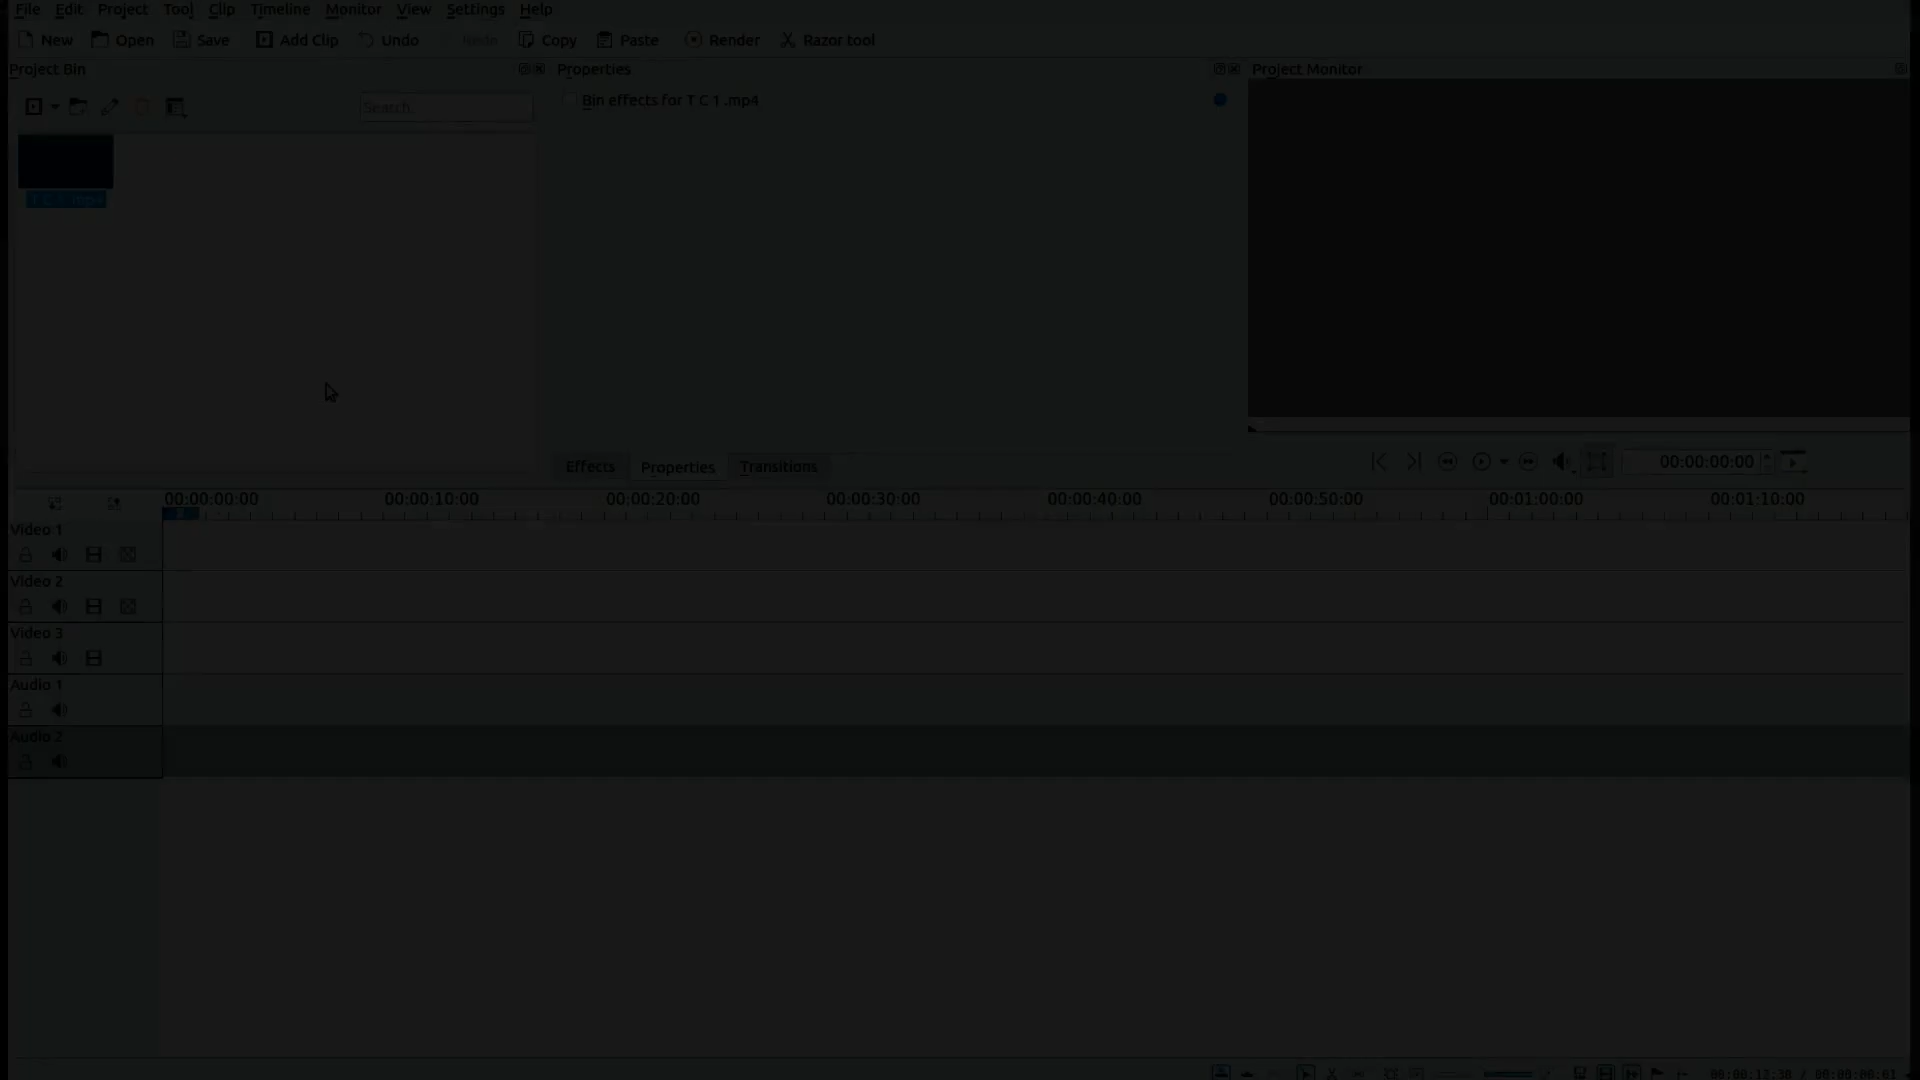 File Edit Project Tool Clip Timeline Monitor View Settings Help
New Open Save Add Clip Undo Redo Copy Paste Render Razor tool
Project Bin Properties Project Monitor
Search... Bin effects for T C 1 .mp4
T C 1 .mp4
Effects Properties Transitions 00:00:00:00
00:00:00:00 00:00:10:00 00:00:20:00 00:00:30:00 00:00:40:00 00:00:50:00 00:01:00:00 00:01:10:00
Video 1
Video 2
Video 3
Audio 1
Audio 2